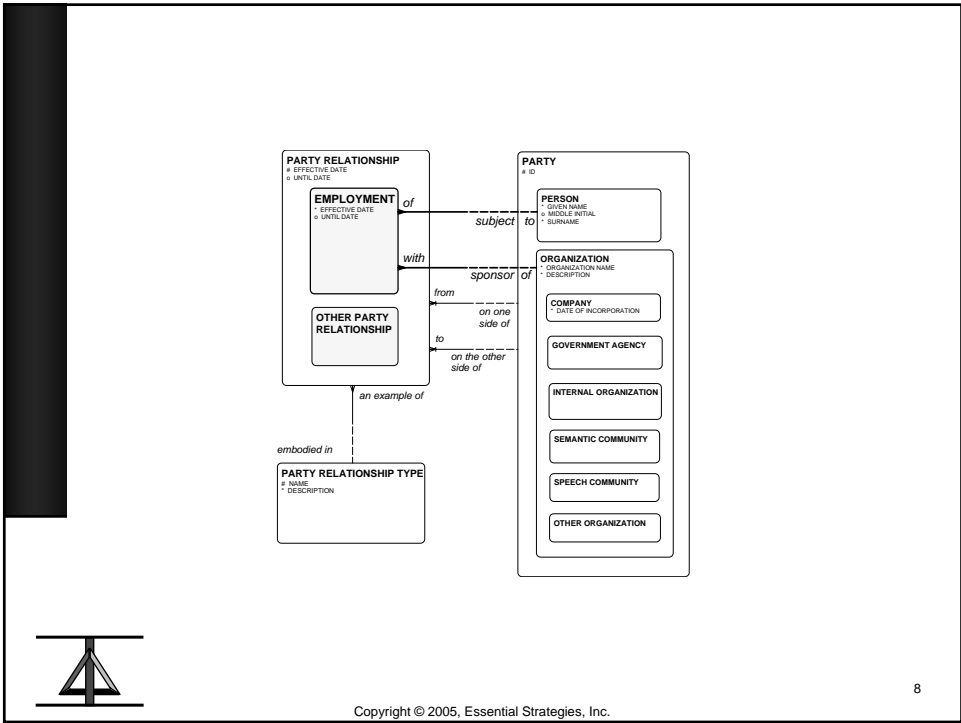 PARTY RELATIONSHIP
# EFFECTIVE DATE
o UNTIL DATE
EMPLOYMENT
* EFFECTIVE DATE
o UNTIL DATE
of
with
OTHER PARTY
RELATIONSHIP
subject to
sponsor of
from
on one
side of
to
on the other
side of
an example of
embodied in
PARTY RELATIONSHIP TYPE
# NAME
* DESCRIPTION
PARTY
# ID
PERSON
* GIVEN NAME
o MIDDLE INITIAL
* SURNAME
ORGANIZATION
* ORGANIZATION NAME
* DESCRIPTION
COMPANY
* DATE OF INCORPORATION
GOVERNMENT AGENCY
INTERNAL ORGANIZATION
SEMANTIC COMMUNITY
SPEECH COMMUNITY
OTHER ORGANIZATION
8
Copyright © 2005, Essential Strategies, Inc.